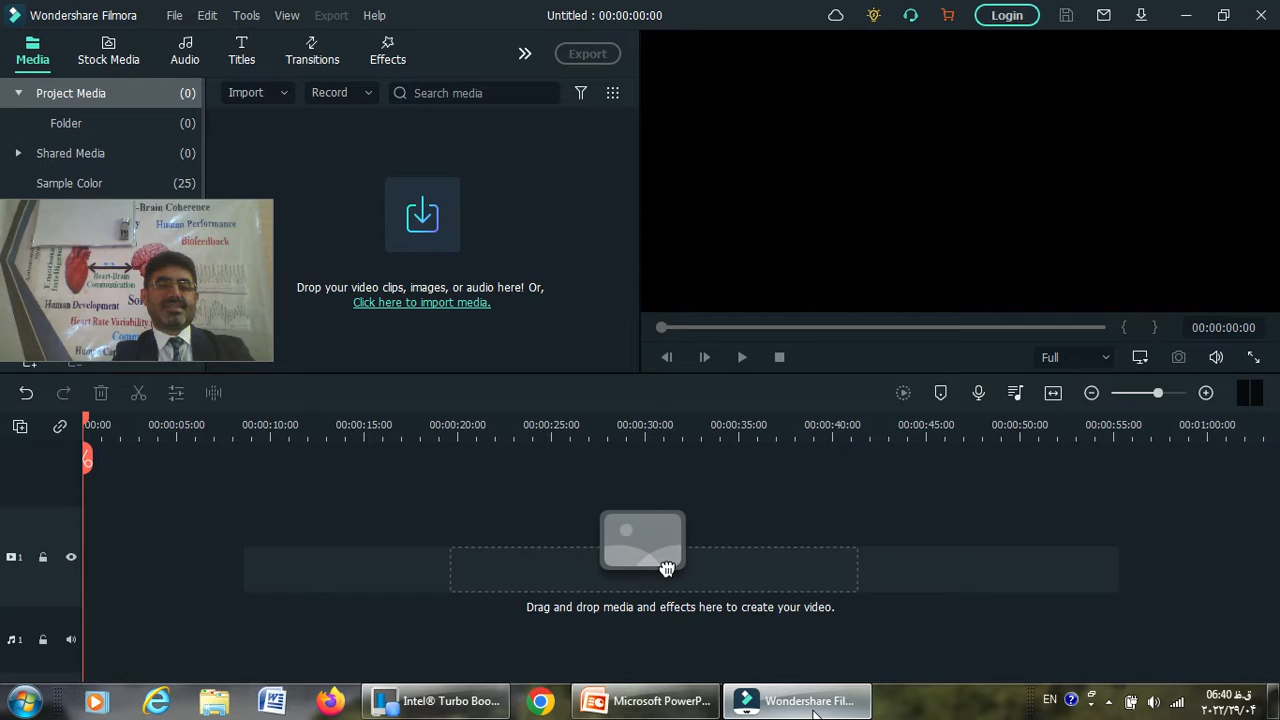 Wondershare Filmora File Edit Tools View Export Help Untitled : 00:00:00:00 Login
Media Stock Media Audio Titles Transitions Effects Export
Project Media (0) Import Record Search media
Folder (0)
Shared Media (0)
Sample Color (25)
-Brain Coherence
Human Performance
Biofeedback
Heart-Brain
Communication
Human Development
Heart Rate Variability
Drop your video clips, images, or audio here! Or,
Click here to import media.
{ } 00:00:00:00
Full
00:00 00:00:05:00 00:00:10:00 00:00:15:00 00:00:20:00 00:00:25:00 00:00:30:00 00:00:35:00 00:00:40:00 00:00:45:00 00:00:50:00 00:00:55:00 00:01:00:00
1
Drag and drop media and effects here to create your video.
1
Intel® Turbo Boo... Microsoft PowerP... Wondershare Fil... EN 06:40 ق.ظ
۲۰۲۲/۲۹/۰۴